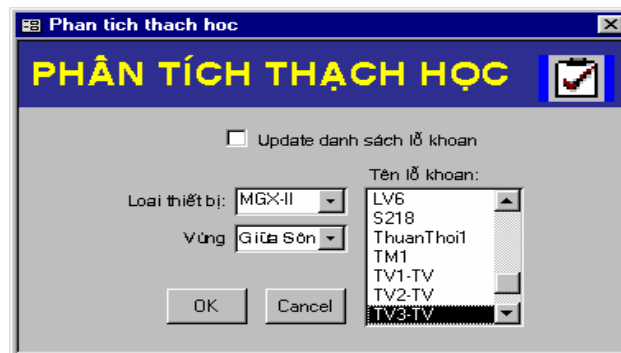 Phan tich thach hoc
PHÂN TÍCH THẠCH HỌC
Update danh sách lỗ khoan
Tên lỗ khoan:
Loại thiết bị: MGX-II
Vùng Giữa Sôn
LV6
S218
ThuanThoi1
TM1
TV1-TV
TV2-TV
TV3-TV
OK Cancel